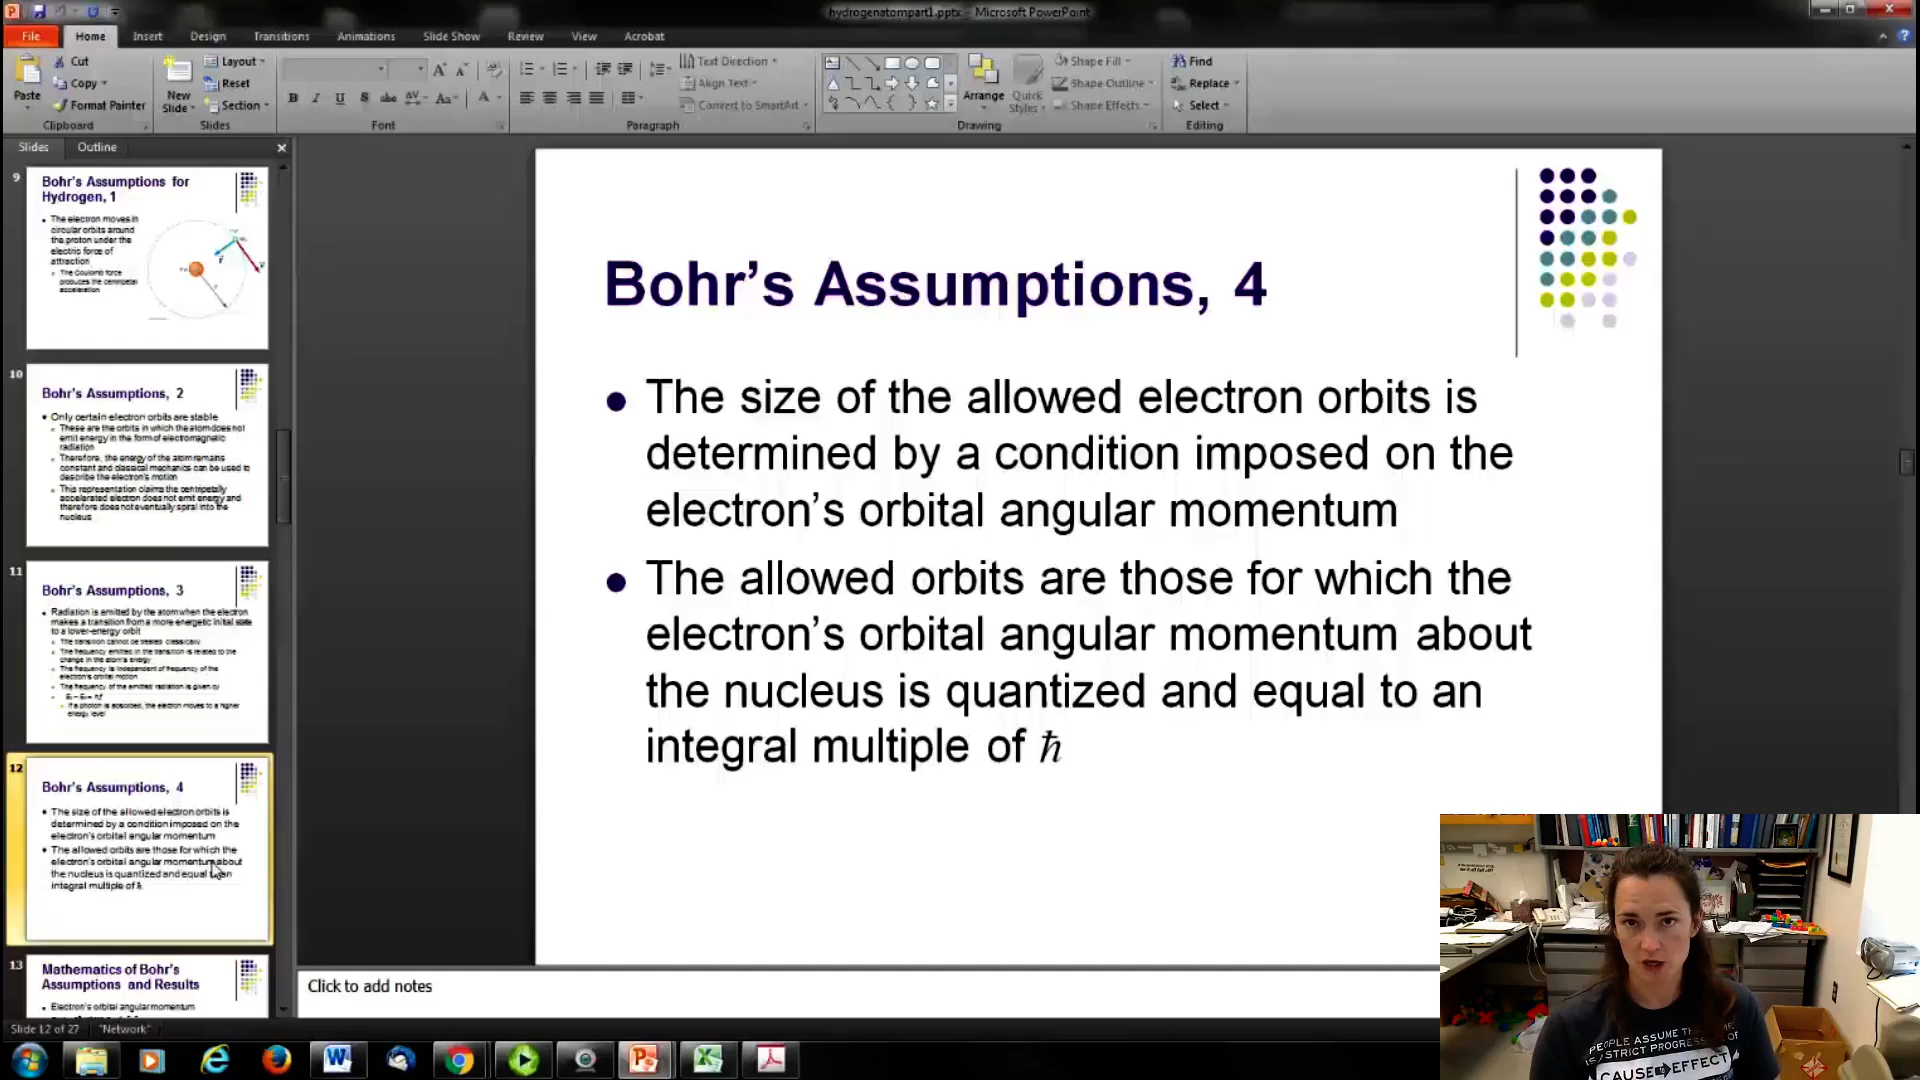 hydrogenatompart1.pptx - Microsoft PowerPoint
File Home Insert Design Transitions Animations Slide Show Review View Acrobat
Paste
Cut
Copy
Format Painter
Clipboard
New Slide
Layout
Reset
Section
Slides
Font
Text Direction
Align Text
Convert to SmartArt
Paragraph
Arrange
Quick Styles
Shape Fill
Shape Outline
Shape Effects
Drawing
Find
Replace
Select
Editing
Slides Outline
9
Bohr's Assumptions for
Hydrogen, 1
The electron moves in
circular orbits around
the proton under the
electric force of
attraction
The Coulomb force
produces the centripetal
acceleration
10
Bohr's Assumptions, 2
Only certain electron orbits are stable
These are the orbits in which the atom does not
emit energy in the form of electromagnetic
radiation
Therefore, the energy of the atom remains
constant and classical mechanics can be used to
describe the electron's motion
This representation claims the centripetally
accelerated electron does not emit energy and
therefore does not eventually spiral into the
nucleus
11
Bohr's Assumptions, 3
Radiation is emitted by the atom when the electron
makes a transition from a more energetic initial state
to a lower-energy orbit
The transition cannot be treated classically
The frequency emitted in the transition is related to the
change in the atom's energy
The frequency is independent of frequency of the
electron's orbital motion
The frequency of the emitted radiation is given by
If a photon is absorbed, the electron moves to a higher
energy level
12
Bohr's Assumptions, 4
The size of the allowed electron orbits is
determined by a condition imposed on the
electron's orbital angular momentum
The allowed orbits are those for which the
electron's orbital angular momentum about
the nucleus is quantized and equal to an
integral multiple of ħ
13
Mathematics of Bohr's
Assumptions and Results
Electron's orbital angular momentum
Bohr's Assumptions, 4
The size of the allowed electron orbits is
determined by a condition imposed on the
electron's orbital angular momentum
The allowed orbits are those for which the
electron's orbital angular momentum about
the nucleus is quantized and equal to an
integral multiple of ħ
Click to add notes
Slide 12 of 27 "Network"
PEOPLE ASSUME
STRICT PROGRESS
CAUSE EFFECT